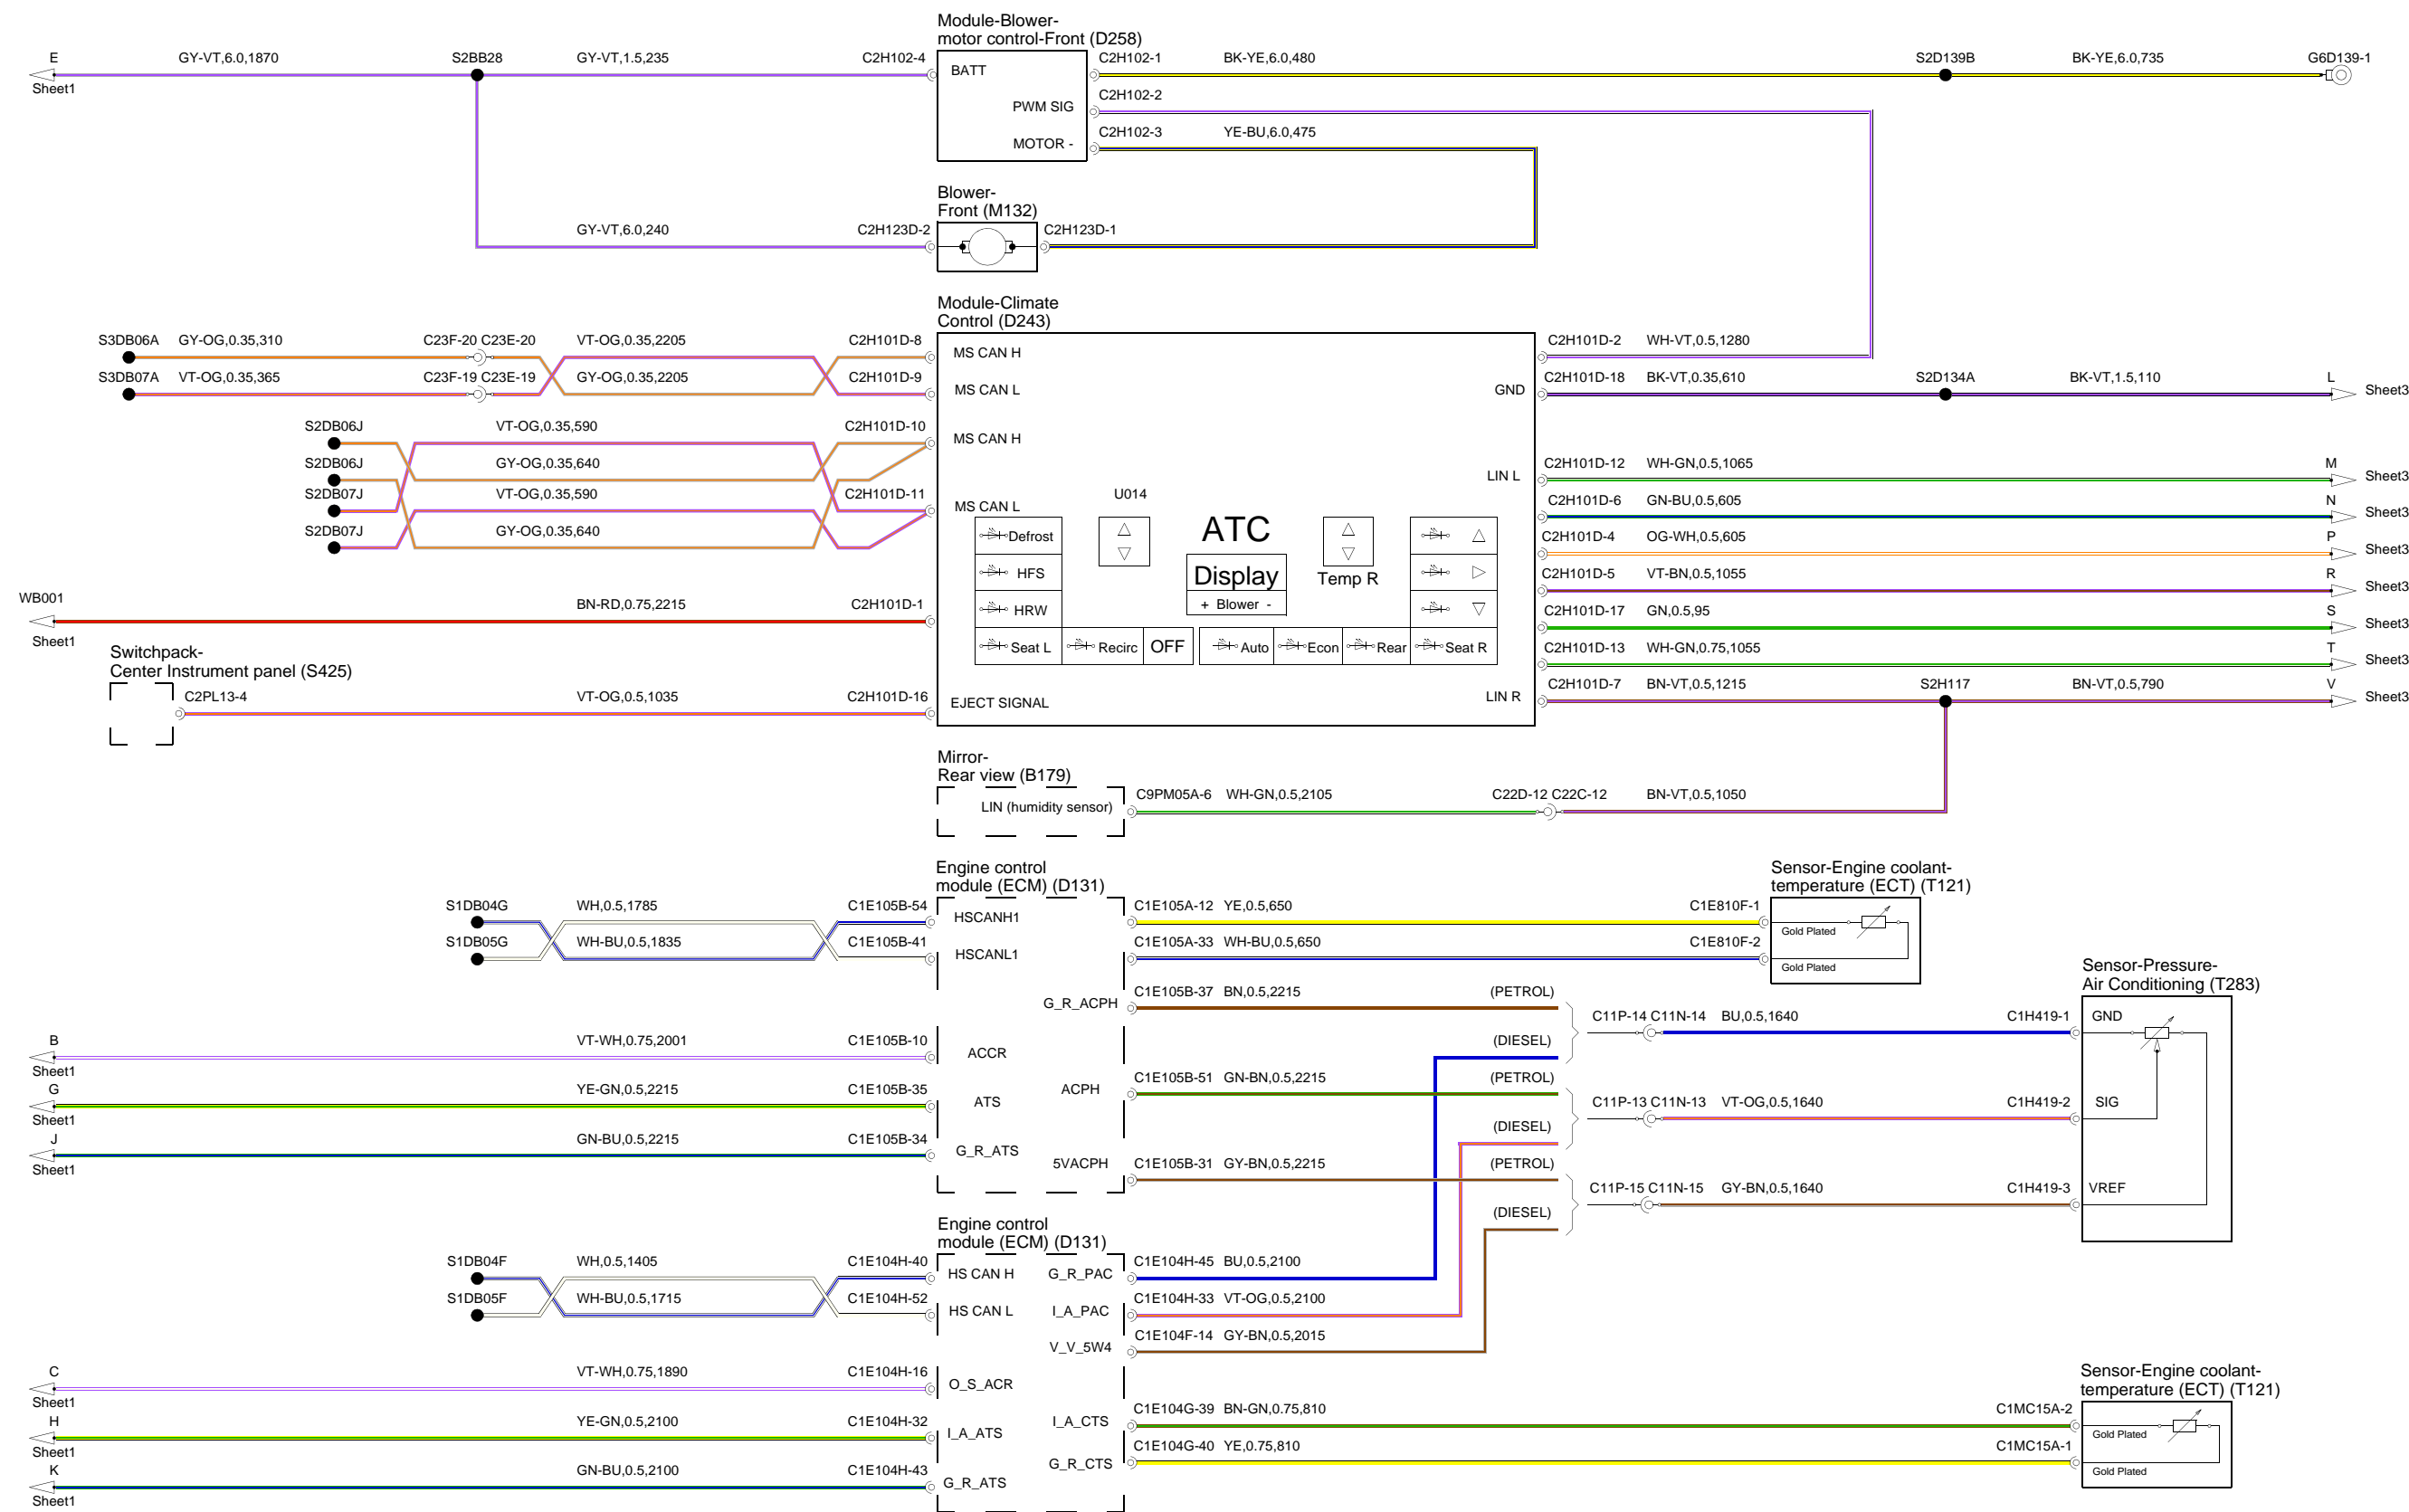 Module-Blower-
motor control-Front (D258)
E GY-VT,6.0,1870 S2BB28 GY-VT,1.5,235 C2H102-4 BATT C2H102-1 BK-YE,6.0,480 S2D139B BK-YE,6.0,735 G6D139-1
Sheet1
PWM SIG C2H102-2
MOTOR - C2H102-3 YE-BU,6.0,475
Blower-
Front (M132)
GY-VT,6.0,240 C2H123D-2 C2H123D-1
Module-Climate
Control (D243)
S3DB06A GY-OG,0.35,310 C23F-20 C23E-20 VT-OG,0.35,2205 C2H101D-8 MS CAN H C2H101D-2 WH-VT,0.5,1280
S3DB07A VT-OG,0.35,365 C23F-19 C23E-19 GY-OG,0.35,2205 C2H101D-9 MS CAN L GND C2H101D-18 BK-VT,0.35,610 S2D134A BK-VT,1.5,110 L Sheet3
S2DB06J VT-OG,0.35,590 C2H101D-10 MS CAN H
S2DB06J GY-OG,0.35,640 LIN L C2H101D-12 WH-GN,0.5,1065 M Sheet3
S2DB07J VT-OG,0.35,590 C2H101D-11 MS CAN L U014 C2H101D-6 GN-BU,0.5,605 N Sheet3
S2DB07J GY-OG,0.35,640 Defrost ATC C2H101D-4 OG-WH,0.5,605 P Sheet3
HFS Display Temp R C2H101D-5 VT-BN,0.5,1055 R Sheet3
WB001 BN-RD,0.75,2215 C2H101D-1 HRW + Blower - C2H101D-17 GN,0.5,95 S Sheet3
Sheet1
Seat L Recirc OFF Auto Econ Rear Seat R C2H101D-13 WH-GN,0.75,1055 T Sheet3
Switchpack-
Center Instrument panel (S425)
C2PL13-4 VT-OG,0.5,1035 C2H101D-16 EJECT SIGNAL LIN R C2H101D-7 BN-VT,0.5,1215 S2H117 BN-VT,0.5,790 V Sheet3
Mirror-
Rear view (B179)
LIN (humidity sensor) C9PM05A-6 WH-GN,0.5,2105 C22D-12 C22C-12 BN-VT,0.5,1050
Engine control
module (ECM) (D131)
Sensor-Engine coolant-
temperature (ECT) (T121)
S1DB04G WH,0.5,1785 C1E105B-54 HSCANH1 C1E105A-12 YE,0.5,650 C1E810F-1 Gold Plated
S1DB05G WH-BU,0.5,1835 C1E105B-41 HSCANL1 C1E105A-33 WH-BU,0.5,650 C1E810F-2 Gold Plated
Sensor-Pressure-
Air Conditioning (T283)
G_R_ACPH C1E105B-37 BN,0.5,2215 (PETROL)
C11P-14 C11N-14 BU,0.5,1640 C1H419-1 GND
B VT-WH,0.75,2001 C1E105B-10 ACCR (DIESEL)
Sheet1
G YE-GN,0.5,2215 C1E105B-35 ATS ACPH C1E105B-51 GN-BN,0.5,2215 (PETROL)
C11P-13 C11N-13 VT-OG,0.5,1640 C1H419-2 SIG
Sheet1
J GN-BU,0.5,2215 C1E105B-34 G_R_ATS (DIESEL)
Sheet1
5VACPH C1E105B-31 GY-BN,0.5,2215 (PETROL)
C11P-15 C11N-15 GY-BN,0.5,1640 C1H419-3 VREF
(DIESEL)
Engine control
module (ECM) (D131)
S1DB04F WH,0.5,1405 C1E104H-40 HS CAN H G_R_PAC C1E104H-45 BU,0.5,2100
S1DB05F WH-BU,0.5,1715 C1E104H-52 HS CAN L I_A_PAC C1E104H-33 VT-OG,0.5,2100
V_V_5W4 C1E104F-14 GY-BN,0.5,2015
C VT-WH,0.75,1890 C1E104H-16 O_S_ACR
Sheet1
Sensor-Engine coolant-
temperature (ECT) (T121)
H YE-GN,0.5,2100 C1E104H-32 I_A_ATS I_A_CTS C1E104G-39 BN-GN,0.75,810 C1MC15A-2 Gold Plated
Sheet1
G_R_CTS C1E104G-40 YE,0.75,810 C1MC15A-1 Gold Plated
K GN-BU,0.5,2100 C1E104H-43 G_R_ATS
Sheet1